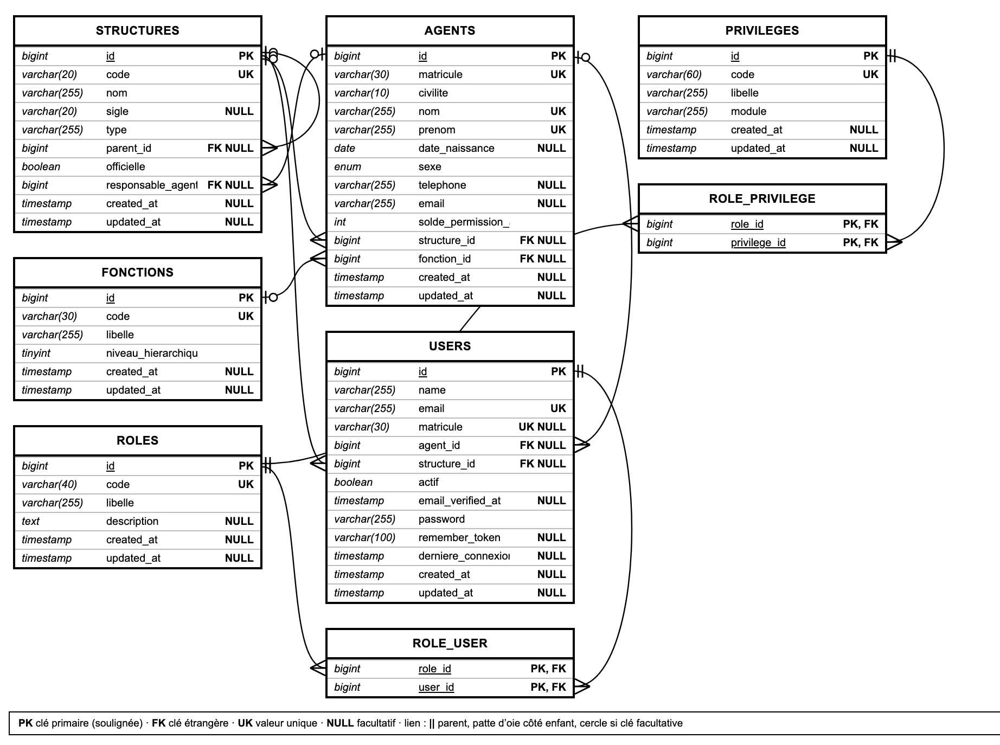 STRUCTURES
bigint id PK
varchar(20) code UK
varchar(255) nom
varchar(20) sigle NULL
varchar(255) type
bigint parent_id FK NULL
boolean officielle
bigint responsable_agent FK NULL
timestamp created_at NULL
timestamp updated_at NULL
FONCTIONS
bigint id PK
varchar(30) code UK
varchar(255) libelle
tinyint niveau_hierarchiqu
timestamp created_at NULL
timestamp updated_at NULL
ROLES
bigint id PK
varchar(40) code UK
varchar(255) libelle
text description NULL
timestamp created_at NULL
timestamp updated_at NULL
AGENTS
bigint id PK
varchar(30) matricule UK
varchar(10) civilite
varchar(255) nom UK
varchar(255) prenom UK
date date_naissance NULL
enum sexe
varchar(255) telephone NULL
varchar(255) email NULL
int solde_permission_
bigint structure_id FK NULL
bigint fonction_id FK NULL
timestamp created_at NULL
timestamp updated_at NULL
USERS
bigint id PK
varchar(255) name
varchar(255) email UK
varchar(30) matricule UK NULL
bigint agent_id FK NULL
bigint structure_id FK NULL
boolean actif
timestamp email_verified_at NULL
varchar(255) password
varchar(100) remember_token NULL
timestamp derniere_connexion NULL
timestamp created_at NULL
timestamp updated_at NULL
ROLE_USER
bigint role_id PK, FK
bigint user_id PK, FK
PRIVILEGES
bigint id PK
varchar(60) code UK
varchar(255) libelle
varchar(255) module
timestamp created_at NULL
timestamp updated_at NULL
ROLE_PRIVILEGE
bigint role_id PK, FK
bigint privilege_id PK, FK
PK clé primaire (soulignée) · FK clé étrangère · UK valeur unique · NULL facultatif · lien : || parent, patte d’oie côté enfant, cercle si clé facultative